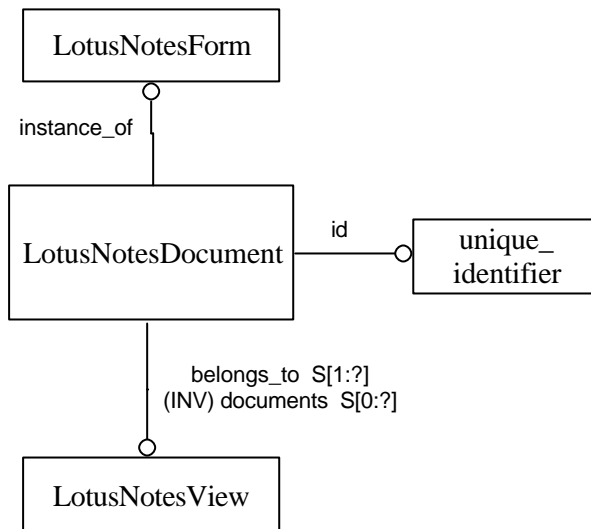 LotusNotesForm
instance_of
LotusNotesDocument
id
unique_
identifier
belongs_to S[1:?]
(INV) documents S[0:?]
LotusNotesView